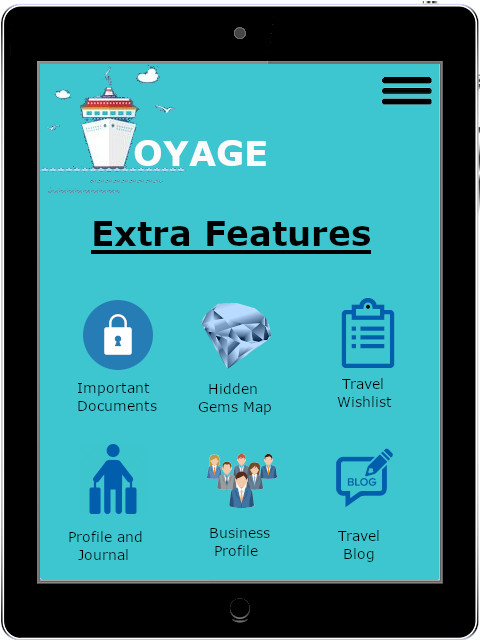 OYAGE
Extra Features
Important
Documents
Hidden
Gems Map
Travel
Wishlist
BLOG
Profile and
Journal
Business
Profile
Travel
Blog